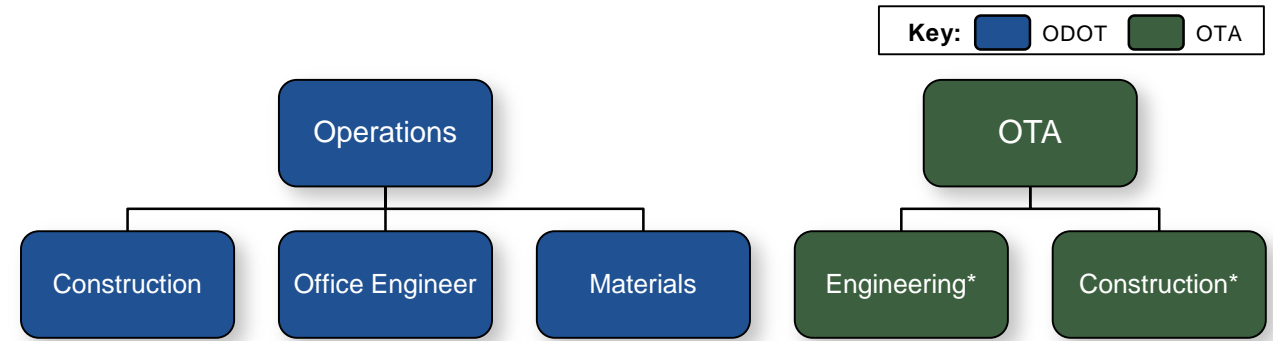 Key: ODOT OTA
Operations OTA
Construction Office Engineer Materials Engineering* Construction*